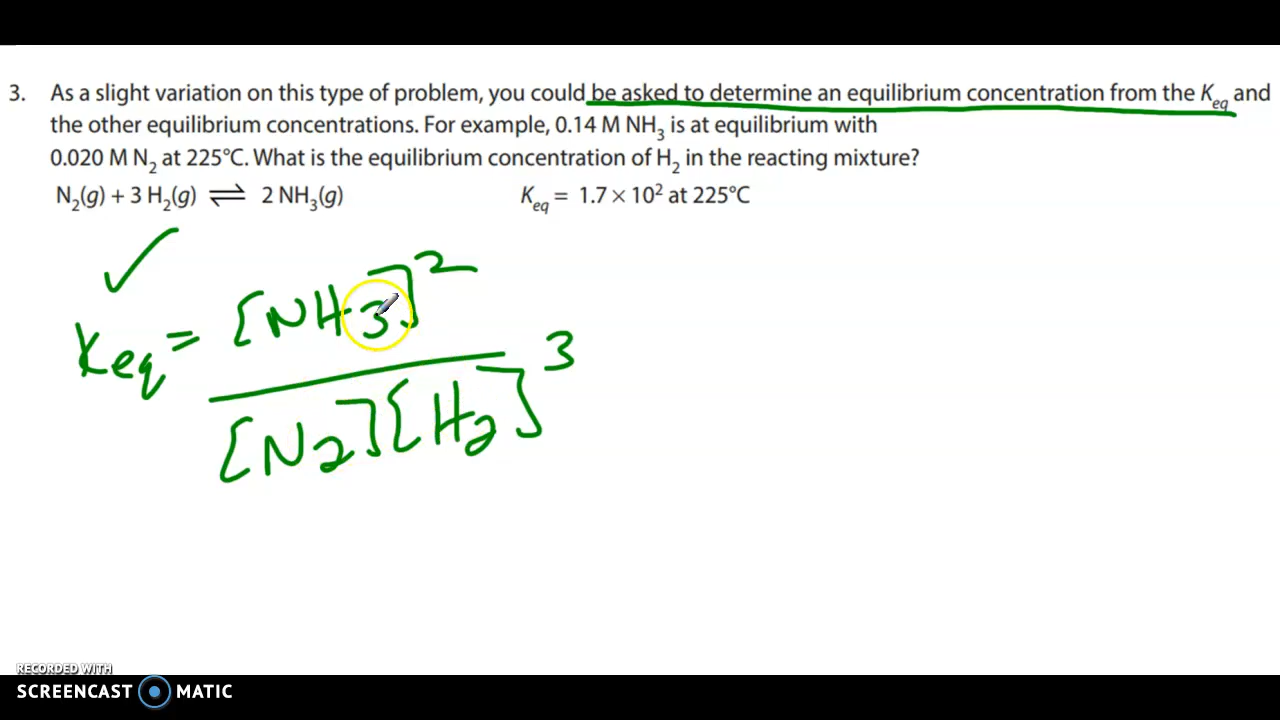 3. As a slight variation on this type of problem, you could be asked to determine an equilibrium concentration from the Keq and
the other equilibrium concentrations. For example, 0.14 M NH₃ is at equilibrium with
0.020 M N₂ at 225°C. What is the equilibrium concentration of H₂ in the reacting mixture?
N₂(g) + 3 H₂(g) ⇌ 2 NH₃(g) Keq = 1.7 × 10² at 225°C
Keq = [NH3]²
[N2][H2]³
RECORDED WITH
SCREENCAST MATIC